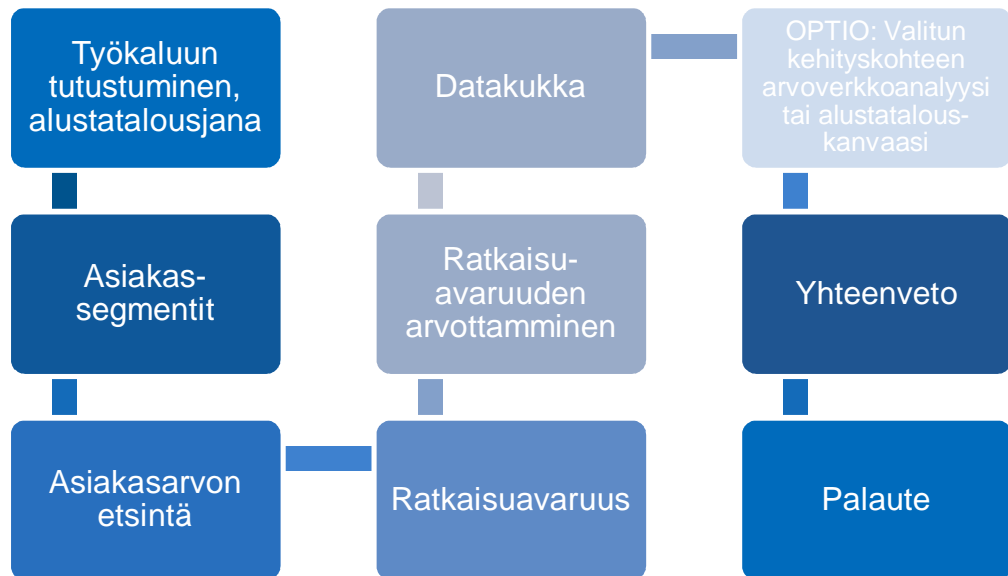 Työkaluun
tutustuminen,
alustatalousjana
Asiakas-
segmentit
Asiakasarvon
etsintä
Ratkaisuavaruus
Ratkaisu-
avaruuden
arvottamminen
Datakukka
OPTIO: Valitun
kehityskohteen
arvoverkkoanalyysi
tai alustatalous-
kanvaasi
Yhteenveto
Palaute